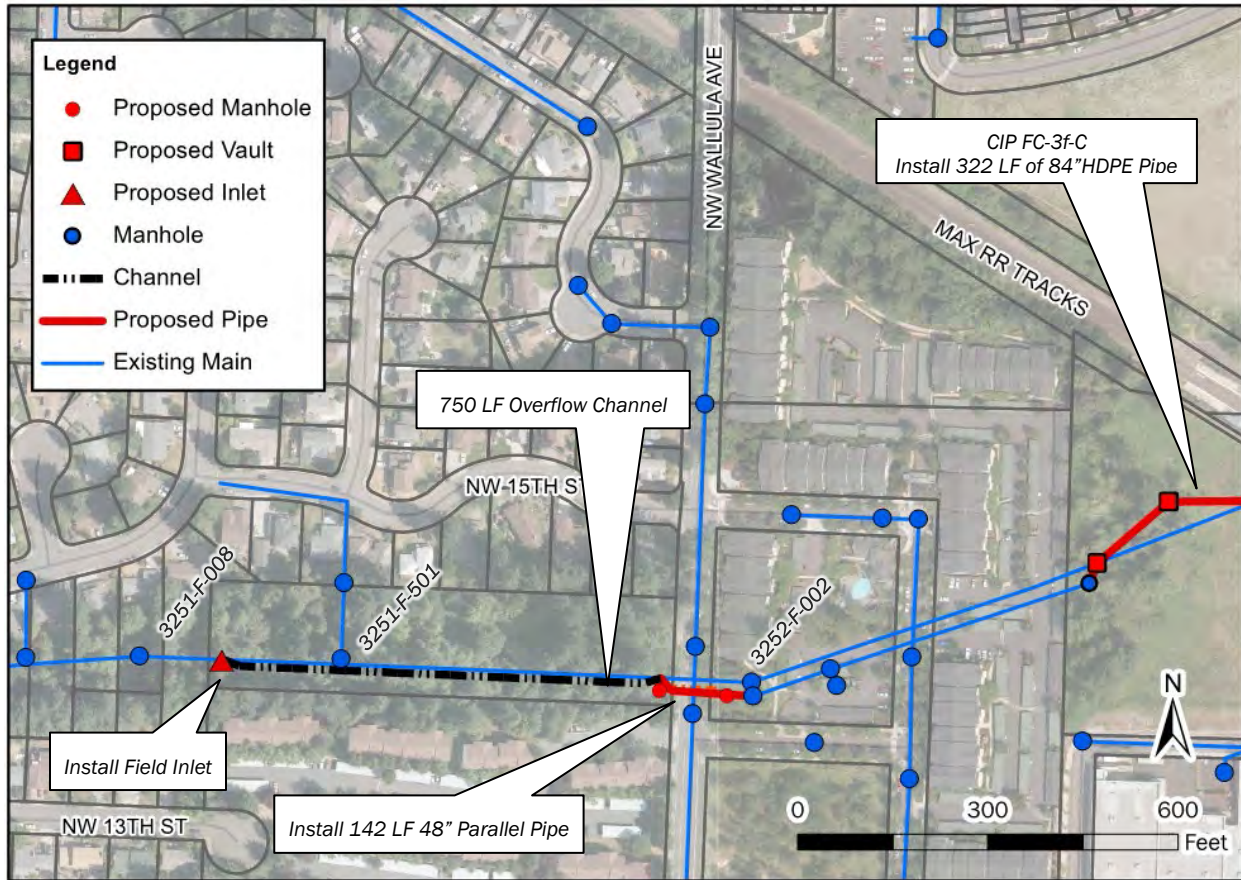 Legend
Proposed Manhole
Proposed Vault
Proposed Inlet
Manhole
Channel
Proposed Pipe
Existing Main
NW WALLULA AVE
CIP FC-3f-C
Install 322 LF of 84”HDPE Pipe
MAX RR TRACKS
750 LF Overflow Channel
NW 15TH ST
3251-F-008
3251-F-501
3252-F-002
Install Field Inlet
Install 142 LF 48” Parallel Pipe
NW 13TH ST
N
0 300 600
Feet